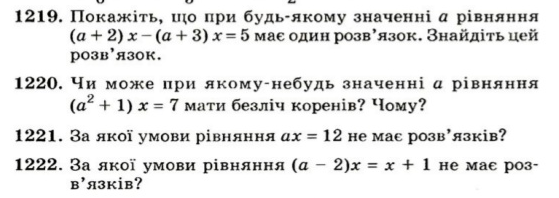 1219. Покажіть, що при будь-якому значенні a рівняння
(a + 2) x – (a + 3) x = 5 має один розв’язок. Знайдіть цей
розв’язок.
1220. Чи може при якому-небудь значенні a рівняння
(a² + 1) x = 7 мати безліч коренів? Чому?
1221. За якої умови рівняння ax = 12 не має розв’язків?
1222. За якої умови рівняння (a – 2)x = x + 1 не має роз-
в’язків?